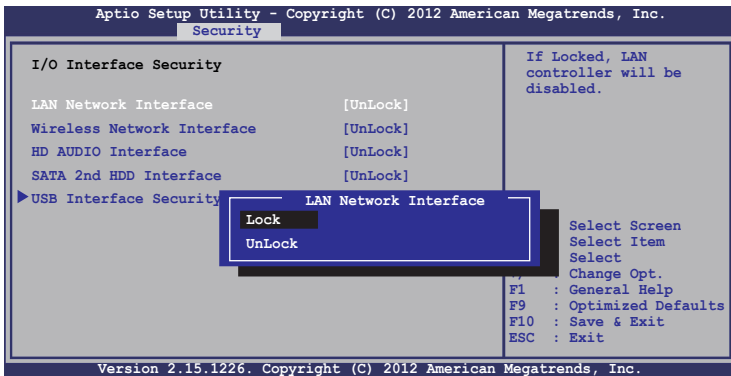 Aptio Setup Utility - Copyright (C) 2012 American Megatrends, Inc.
Security
I/O Interface Security
LAN Network Interface [UnLock]
Wireless Network Interface [UnLock]
HD AUDIO Interface [UnLock]
SATA 2nd HDD Interface [UnLock]
USB Interface Security
LAN Network Interface
Lock
UnLock
If Locked, LAN
controller will be
disabled.
Select Screen
Select Item
Select
: Change Opt.
F1 : General Help
F9 : Optimized Defaults
F10 : Save & Exit
ESC : Exit
Version 2.15.1226. Copyright (C) 2012 American Megatrends, Inc.